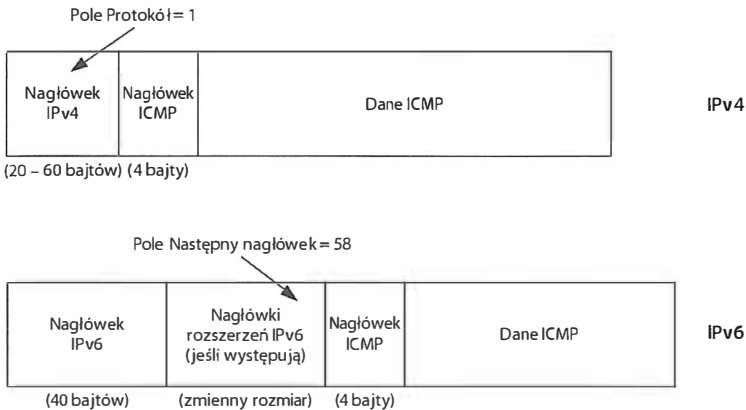 Pole Protokół = 1
Nagłówek
IPv4
Nagłówek
ICMP
Dane ICMP
IPv4
(20 – 60 bajtów) (4 bajty)
Pole Następny nagłówek = 58
Nagłówek
IPv6
Nagłówki
rozszerzeń IPv6
(jeśli występują)
Nagłówek
ICMP
Dane ICMP
IPv6
(40 bajtów) (zmienny rozmiar) (4 bajty)